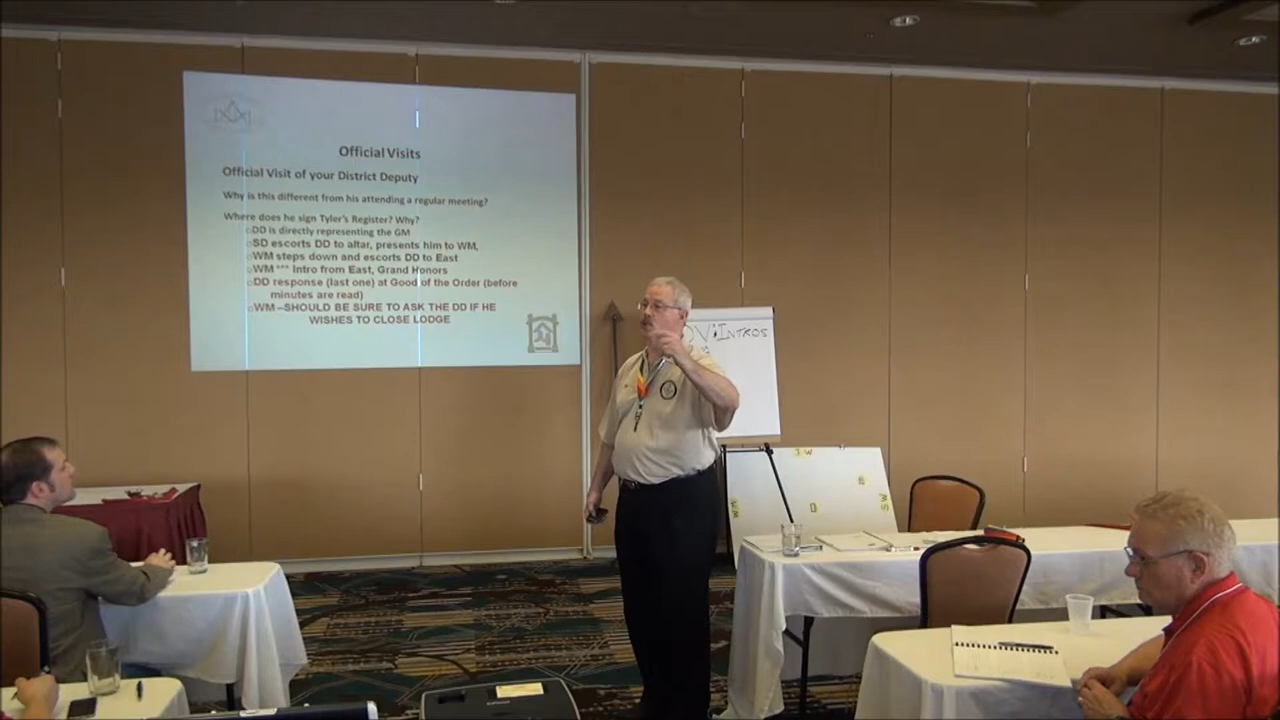 Official Visits
Official Visit of your District Deputy
Why is this different from his attending a regular meeting?
Where does he sign Tyler's Register? Why?
○DD is directly representing the GM
○SD escorts DD to altar, presents him to WM,
○WM steps down and escorts DD to East
○WM *** Intro from East, Grand Honors
○DD response (last one) at Good of the Order (before
minutes are read)
○WM –SHOULD BE SURE TO ASK THE DD IF HE
WISHES TO CLOSE LODGE
INTROS
WM
SW